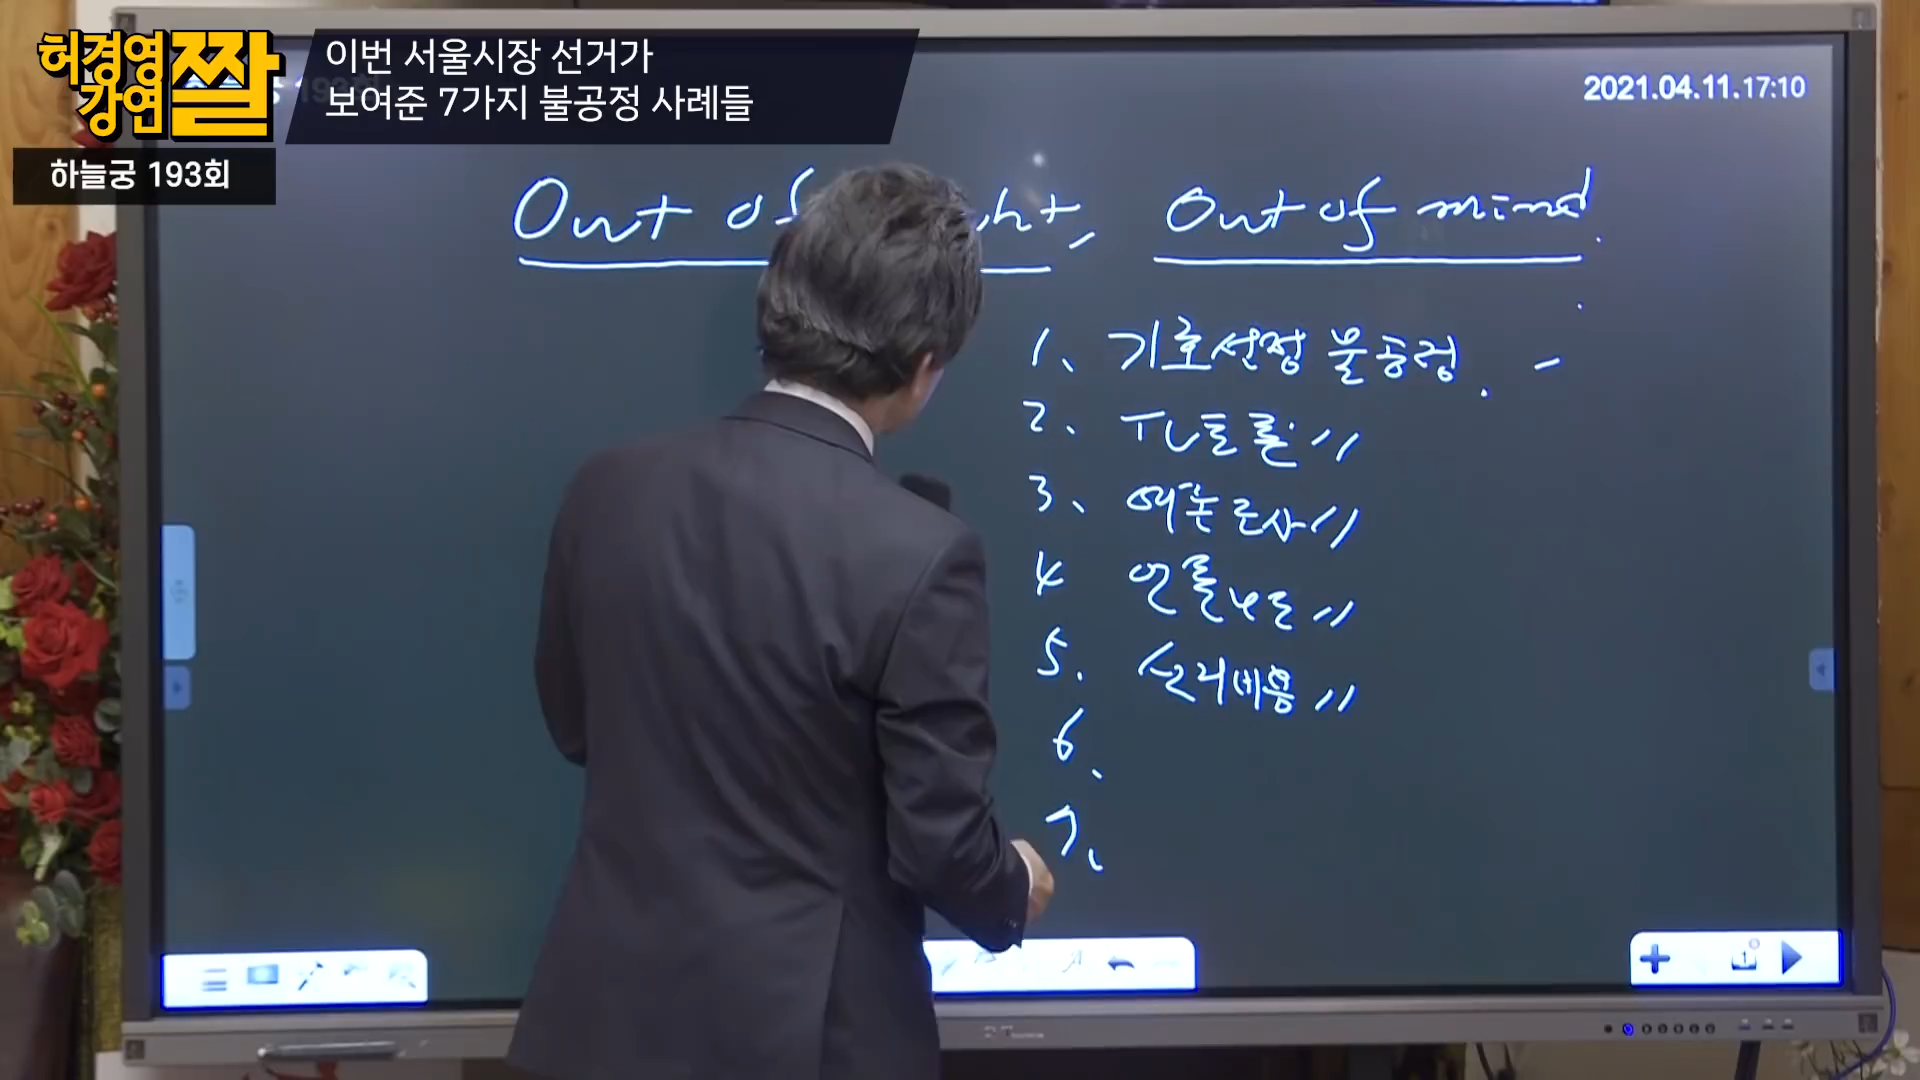 허경영 강연 짤
이번 서울시장 선거가
보여준 7가지 불공정 사례들
하늘궁 193회
2021.04.11.17:10
Out of ht, Out of mind.
1、 기호선정 불공정. -
2、 TV토론 〃
3、 여론조사 〃
4 언론보도 〃
5. 선거비용 〃
6、
7、